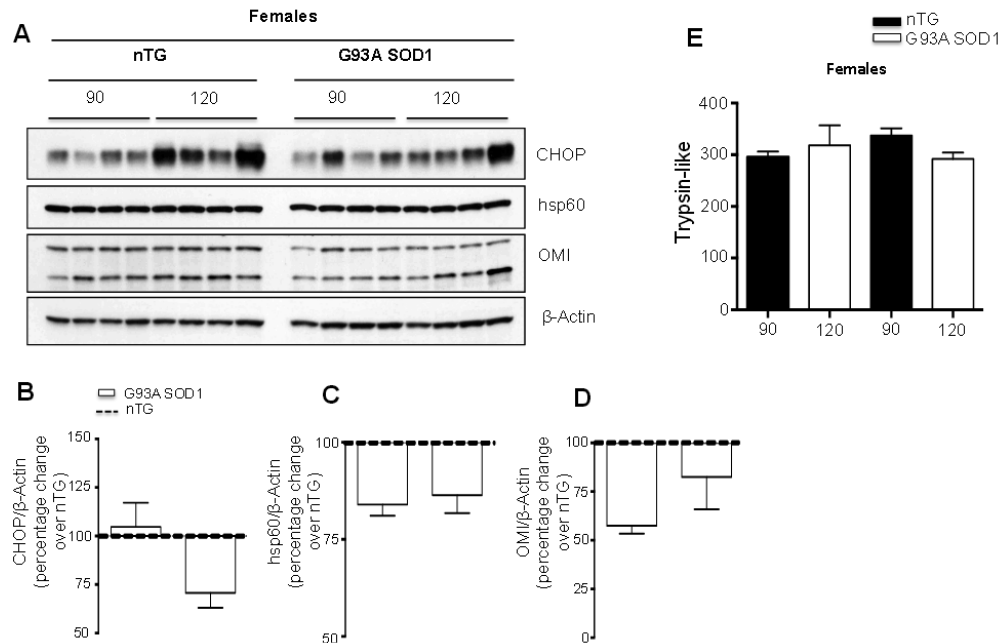 Females
A
nTG
G93A SOD1
90
120
90
120
CHOP
hsp60
OMI
β-Actin
E
nTG
G93A SOD1
Females
Trypsin-like
400
300
200
100
0
90
120
90
120
B
G93A SOD1
nTG
CHOP/β-Actin
(percentage change
over nTG)
150
125
100
75
50
C
hsp60/β-Actin
(percentage change
over nTG)
100
75
50
D
OMI/β-Actin
(percentage change
over nTG)
100
75
50
25
0